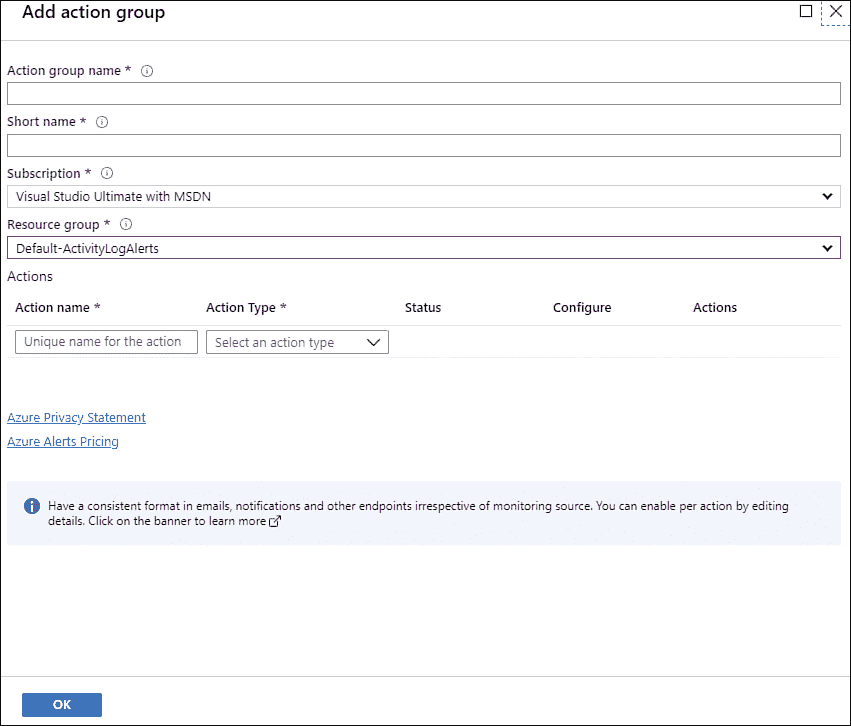 Add action group
Action group name *
Short name *
Subscription *
Visual Studio Ultimate with MSDN
Resource group *
Default-ActivityLogAlerts
Actions
Action name * Action Type * Status Configure Actions
Unique name for the action Select an action type
Azure Privacy Statement
Azure Alerts Pricing
Have a consistent format in emails, notifications and other endpoints irrespective of monitoring source. You can enable per action by editing
details. Click on the banner to learn more
OK